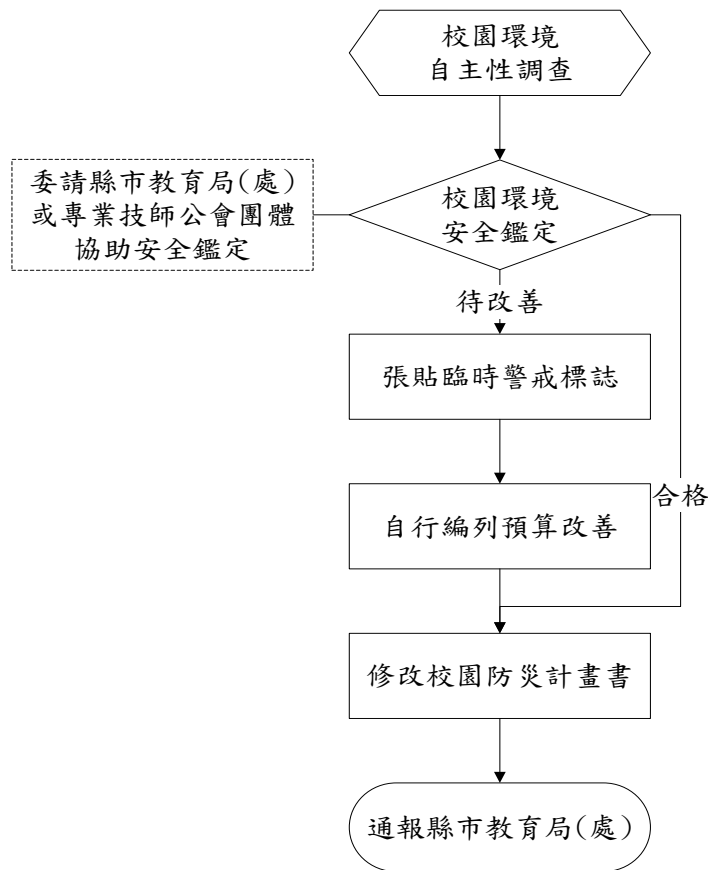 校園環境
自主性調查
委請縣市教育局(處)
或專業技師公會團體
協助安全鑑定
校園環境
安全鑑定
待改善
張貼臨時警戒標誌
合格
自行編列預算改善
修改校園防災計畫書
通報縣市教育局(處)